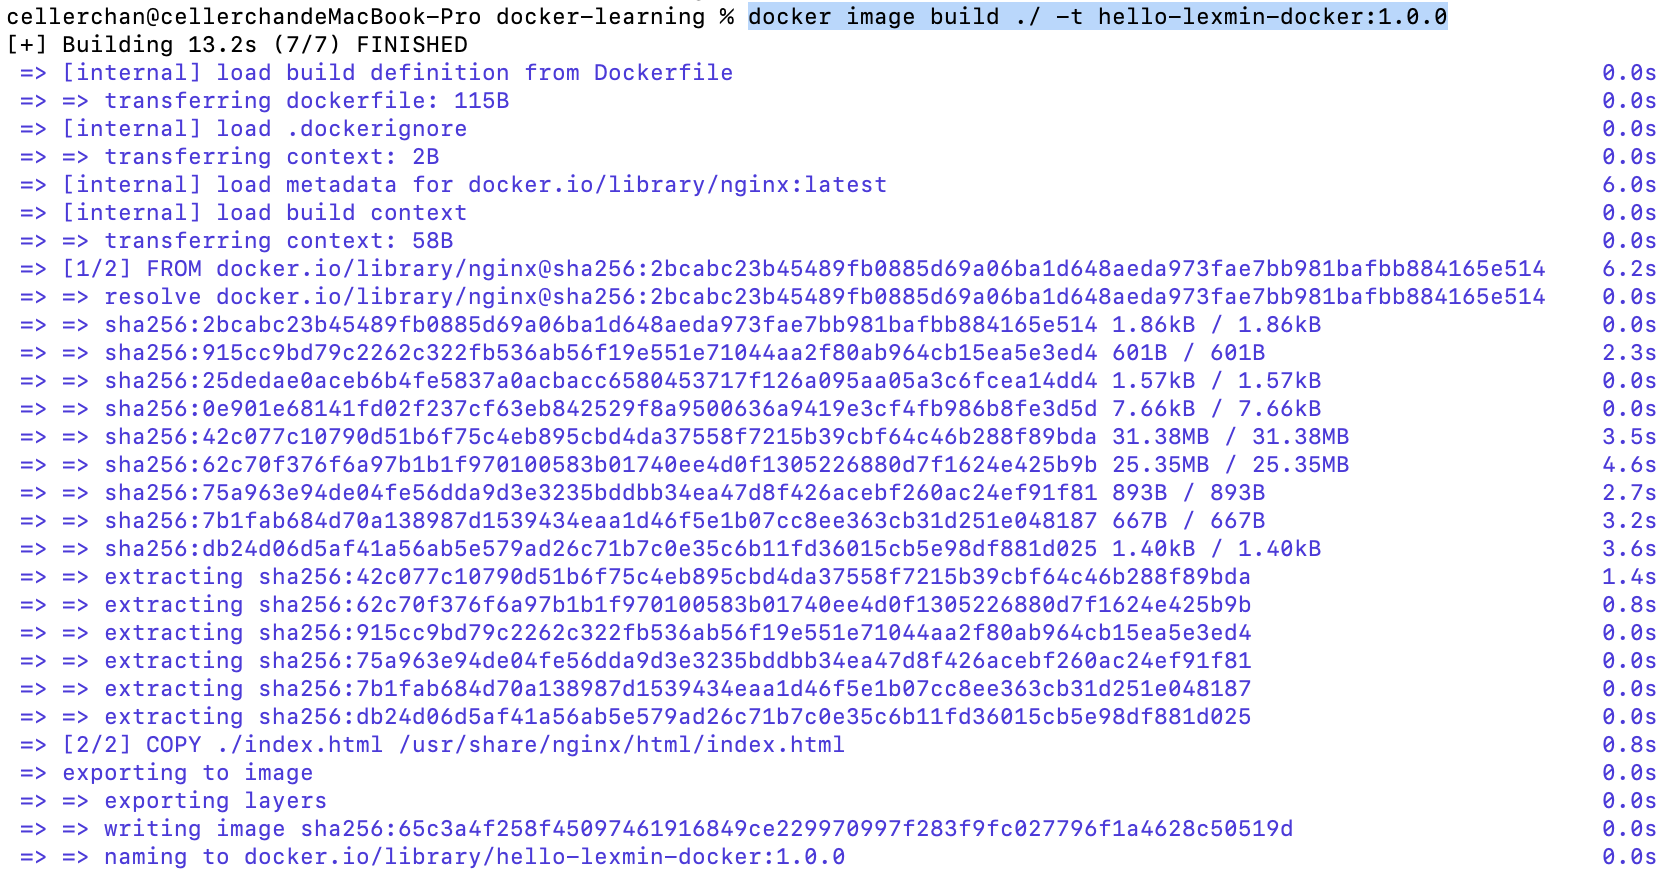 cellerchan@cellerchandeMacBook-Pro docker-learning % docker image build ./ -t hello-lexmin-docker:1.0.0
[+] Building 13.2s (7/7) FINISHED
=> [internal] load build definition from Dockerfile 0.0s
=> => transferring dockerfile: 115B 0.0s
=> [internal] load .dockerignore 0.0s
=> => transferring context: 2B 0.0s
=> [internal] load metadata for docker.io/library/nginx:latest 6.0s
=> [internal] load build context 0.0s
=> => transferring context: 58B 0.0s
=> [1/2] FROM docker.io/library/nginx@sha256:2bcabc23b45489fb0885d69a06ba1d648aeda973fae7bb981bafbb884165e514 6.2s
=> => resolve docker.io/library/nginx@sha256:2bcabc23b45489fb0885d69a06ba1d648aeda973fae7bb981bafbb884165e514 0.0s
=> => sha256:2bcabc23b45489fb0885d69a06ba1d648aeda973fae7bb981bafbb884165e514 1.86kB / 1.86kB 0.0s
=> => sha256:915cc9bd79c2262c322fb536ab56f19e551e71044aa2f80ab964cb15ea5e3ed4 601B / 601B 2.3s
=> => sha256:25dedae0aceb6b4fe5837a0acbacc6580453717f126a095aa05a3c6fcea14dd4 1.57kB / 1.57kB 0.0s
=> => sha256:0e901e68141fd02f237cf63eb842529f8a9500636a9419e3cf4fb986b8fe3d5d 7.66kB / 7.66kB 0.0s
=> => sha256:42c077c10790d51b6f75c4eb895cbd4da37558f7215b39cbf64c46b288f89bda 31.38MB / 31.38MB 3.5s
=> => sha256:62c70f376f6a97b1b1f970100583b01740ee4d0f1305226880d7f1624e425b9b 25.35MB / 25.35MB 4.6s
=> => sha256:75a963e94de04fe56dda9d3e3235bddbb34ea47d8f426acebf260ac24ef91f81 893B / 893B 2.7s
=> => sha256:7b1fab684d70a138987d1539434eaa1d46f5e1b07cc8ee363cb31d251e048187 667B / 667B 3.2s
=> => sha256:db24d06d5af41a56ab5e579ad26c71b7c0e35c6b11fd36015cb5e98df881d025 1.40kB / 1.40kB 3.6s
=> => extracting sha256:42c077c10790d51b6f75c4eb895cbd4da37558f7215b39cbf64c46b288f89bda 1.4s
=> => extracting sha256:62c70f376f6a97b1b1f970100583b01740ee4d0f1305226880d7f1624e425b9b 0.8s
=> => extracting sha256:915cc9bd79c2262c322fb536ab56f19e551e71044aa2f80ab964cb15ea5e3ed4 0.0s
=> => extracting sha256:75a963e94de04fe56dda9d3e3235bddbb34ea47d8f426acebf260ac24ef91f81 0.0s
=> => extracting sha256:7b1fab684d70a138987d1539434eaa1d46f5e1b07cc8ee363cb31d251e048187 0.0s
=> => extracting sha256:db24d06d5af41a56ab5e579ad26c71b7c0e35c6b11fd36015cb5e98df881d025 0.0s
=> [2/2] COPY ./index.html /usr/share/nginx/html/index.html 0.8s
=> exporting to image 0.0s
=> => exporting layers 0.0s
=> => writing image sha256:65c3a4f258f45097461916849ce229970997f283f9fc027796f1a4628c50519d 0.0s
=> => naming to docker.io/library/hello-lexmin-docker:1.0.0 0.0s